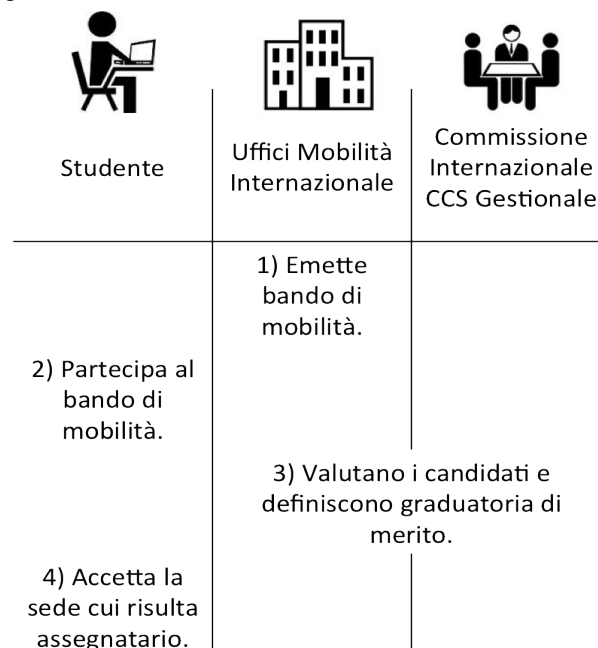 Studente
Uffici Mobilità
Internazionale
Commissione
Internazionale
CCS Gestionale
1) Emette
bando di
mobilità.
2) Partecipa al
bando di
mobilità.
3) Valutano i candidati e
definiscono graduatoria di
merito.
4) Accetta la
sede cui risulta
assegnatario.